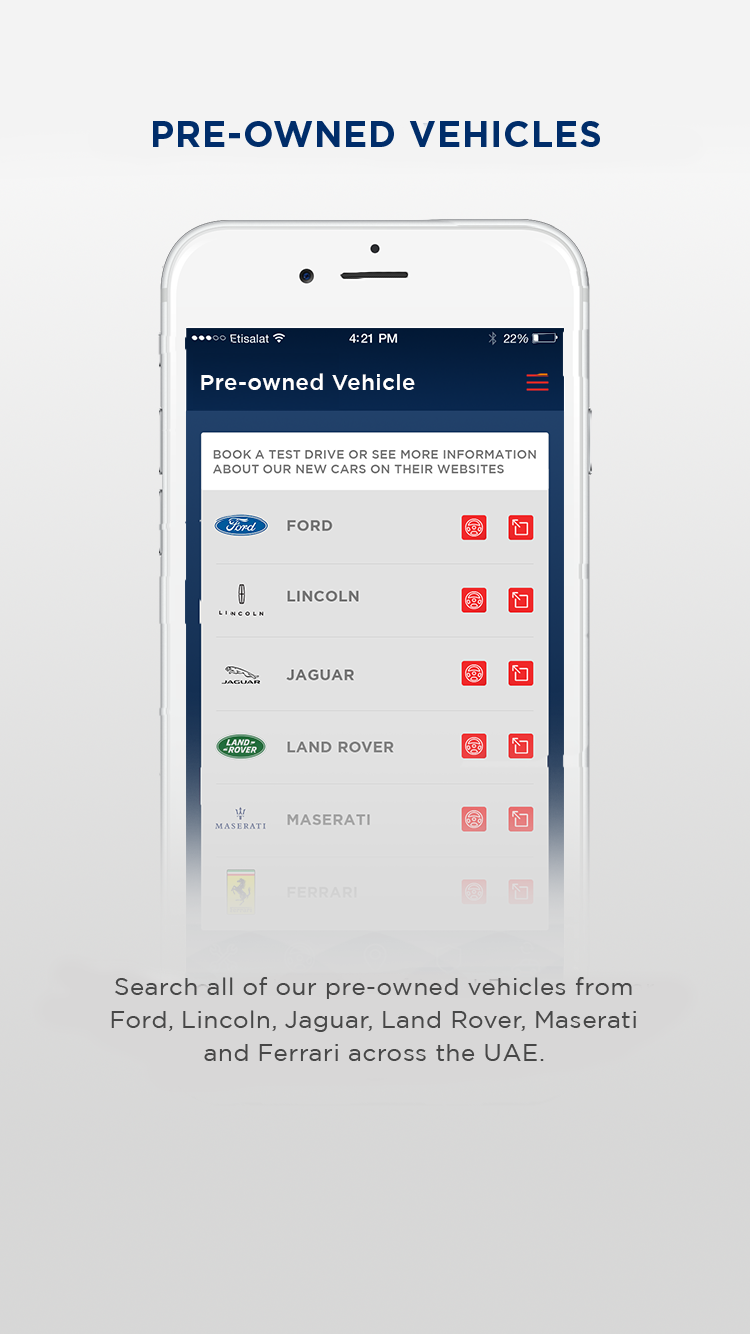 PRE-OWNED VEHICLES
Etisalat 4:21 PM 22%
Pre-owned Vehicle
BOOK A TEST DRIVE OR SEE MORE INFORMATION
ABOUT OUR NEW CARS ON THEIR WEBSITES
Ford FORD
LINCOLN LINCOLN
JAGUAR JAGUAR
LAND-
-ROVER LAND ROVER
MASERATI MASERATI
FERRARI
Search all of our pre-owned vehicles from
Ford, Lincoln, Jaguar, Land Rover, Maserati
and Ferrari across the UAE.